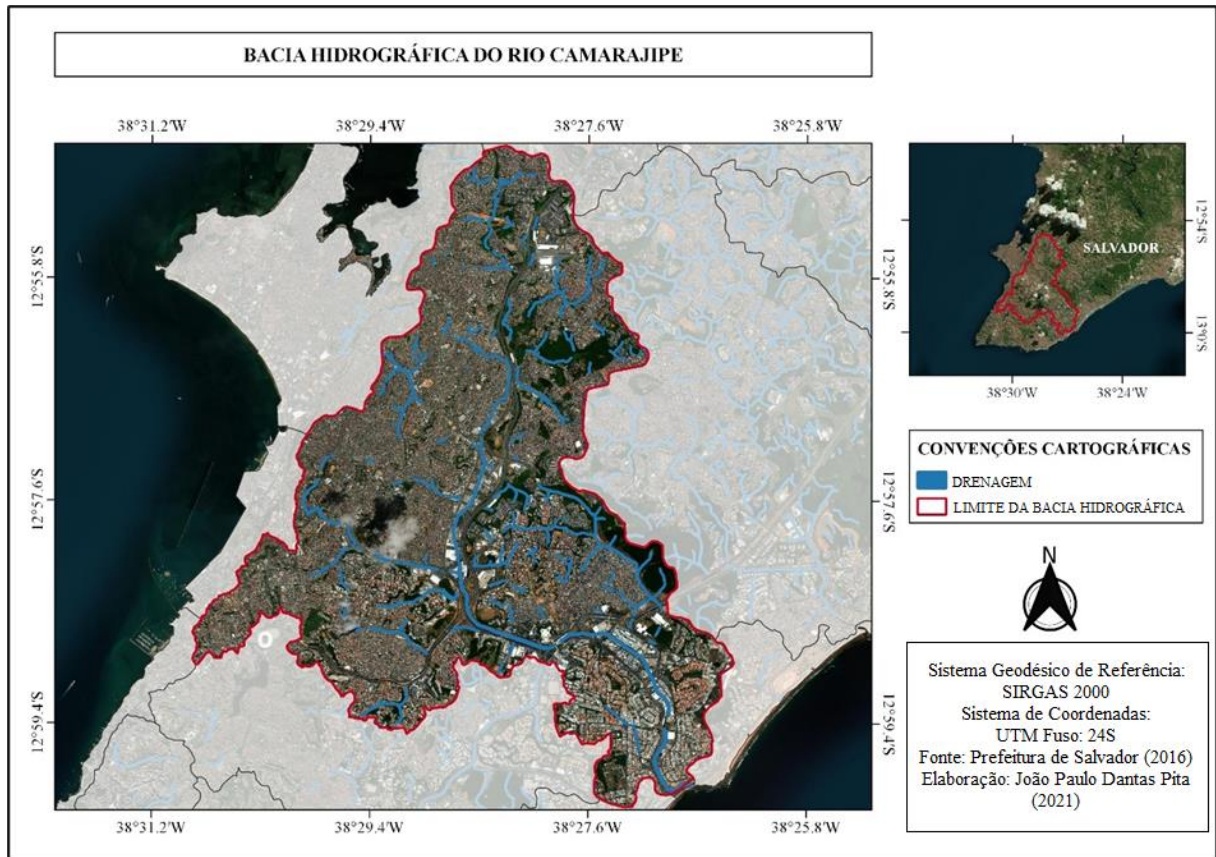 BACIA HIDROGRÁFICA DO RIO CAMARAJIPE
38°31.2'W 38°29.4'W 38°27.6'W 38°25.8'W
12°55.8'S 12°55.8'S
12°57.6'S 12°57.6'S
12°59.4'S 12°59.4'S
38°31.2'W 38°29.4'W 38°27.6'W 38°25.8'W
SALVADOR
12°54'S
13°0'S
38°30'W 38°24'W
CONVENÇÕES CARTOGRÁFICAS
DRENAGEM
LIMITE DA BACIA HIDROGRÁFICA
N
Sistema Geodésico de Referência:
SIRGAS 2000
Sistema de Coordenadas:
UTM Fuso: 24S
Fonte: Prefeitura de Salvador (2016)
Elaboração: João Paulo Dantas Pita
(2021)